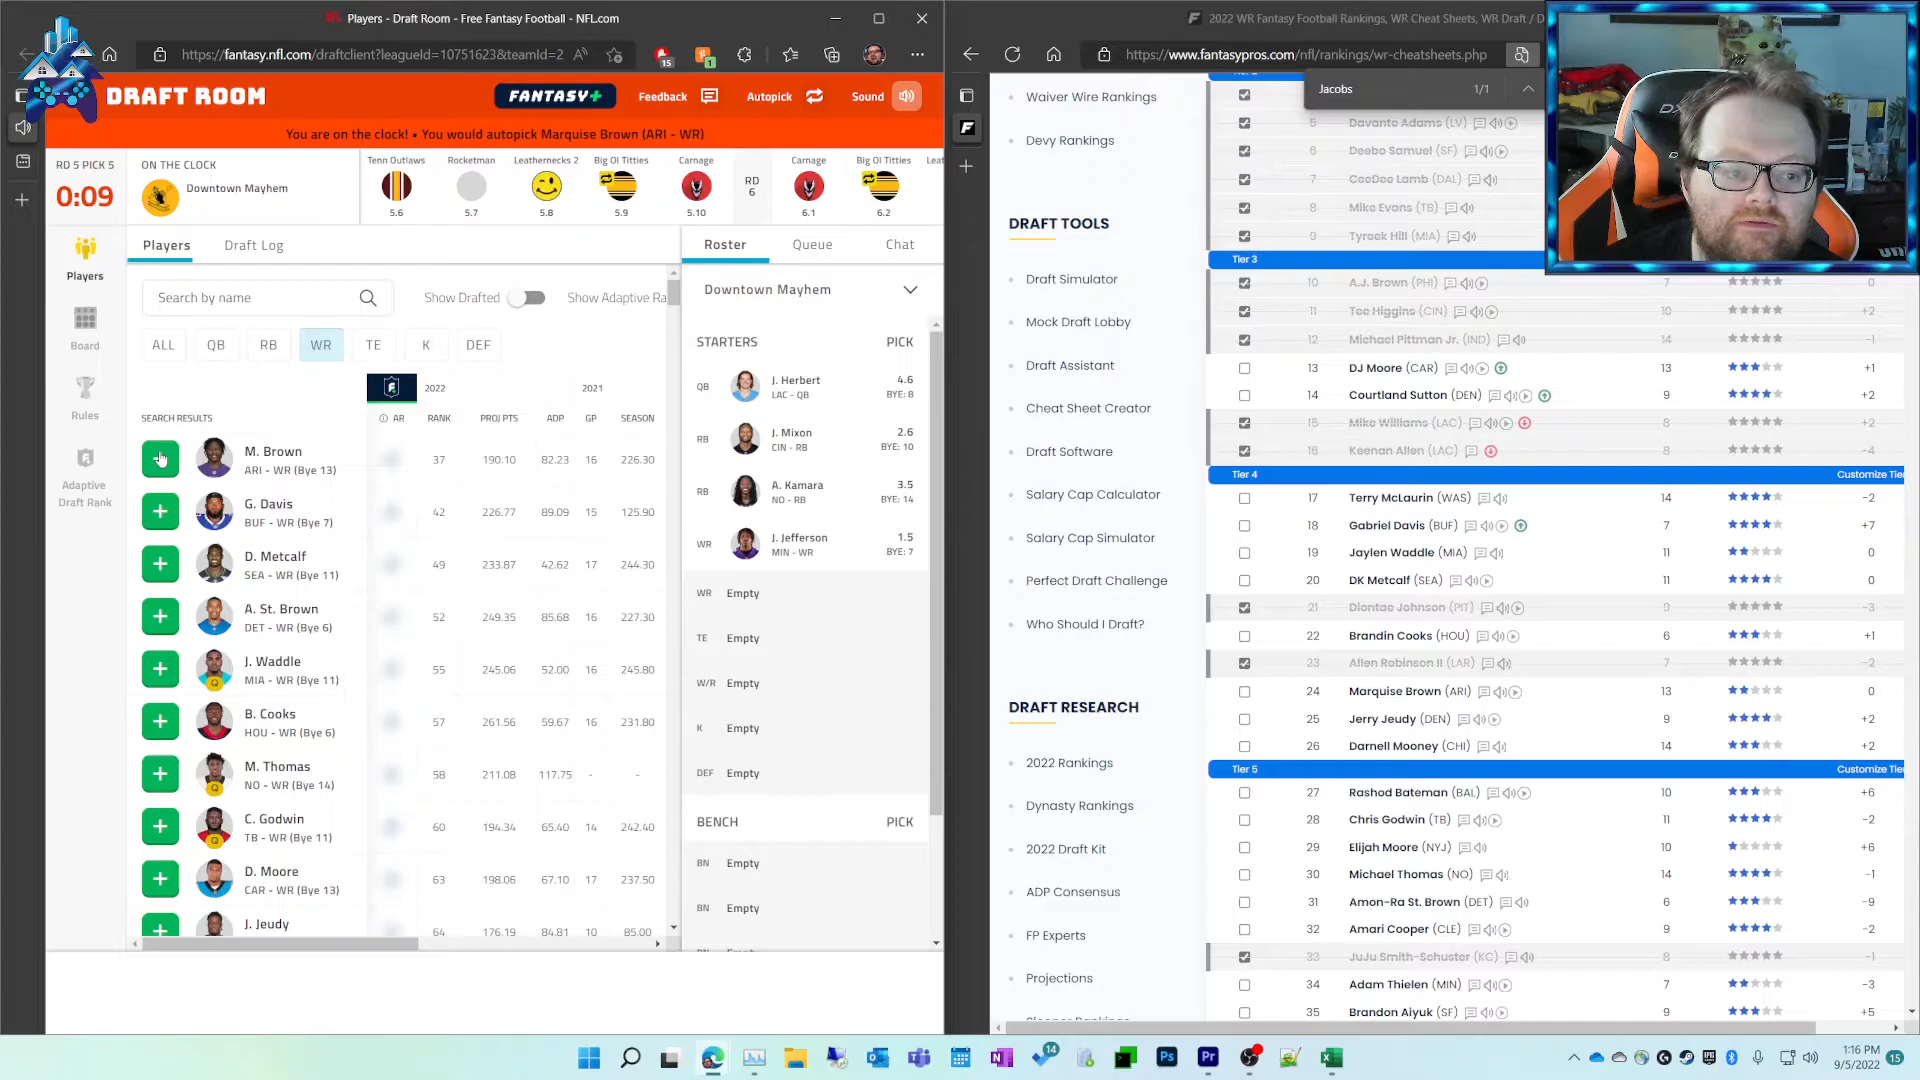 Players - Draft Room - Free Fantasy Football - NFL.com
https://fantasy.nfl.com/draftclient?leagueId=10751623&teamId=2
15
1
DRAFT ROOM
FANTASY+
Feedback
Autopick
Sound
You are on the clock! • You would autopick Marquise Brown (ARI - WR)
RD 5 PICK 5
0:09
ON THE CLOCK
Downtown Mayhem
Tenn Outlaws
5.6
Rocketman
5.7
Leathernecks 2
5.8
Big Ol Titties
5.9
Carnage
5.10
RD
6
Carnage
6.1
Big Ol Titties
6.2
Players
Board
Rules
Adaptive
Draft Rank
Players
Draft Log
Search by name
Show Drafted
Show Adaptive Ra
ALL QB RB WR TE K DEF
2022
2021
SEARCH RESULTS
AR RANK PROJ PTS ADP GP SEASON
M. Brown
ARI - WR (Bye 13)
37 190.10 82.23 16 226.30
G. Davis
BUF - WR (Bye 7)
42 226.77 89.09 15 125.90
D. Metcalf
SEA - WR (Bye 11)
49 233.87 42.62 17 244.30
A. St. Brown
DET - WR (Bye 6)
52 249.35 85.68 17 227.30
J. Waddle
MIA - WR (Bye 11)
Q
55 245.06 52.00 16 245.80
B. Cooks
HOU - WR (Bye 6)
57 261.56 59.67 16 231.80
M. Thomas
NO - WR (Bye 14)
Q
58 211.08 117.75 - -
C. Godwin
TB - WR (Bye 11)
Q
60 194.34 65.40 14 242.40
D. Moore
CAR - WR (Bye 13)
63 198.06 67.10 17 237.50
J. Jeudy
64 176.19 84.81 10 85.00
Roster
Queue
Chat
Downtown Mayhem
STARTERS PICK
QB J. Herbert 4.6
LAC - QB BYE: 8
RB J. Mixon 2.6
CIN - RB BYE: 10
RB A. Kamara 3.5
NO - RB BYE: 14
WR J. Jefferson 1.5
MIN - WR BYE: 7
WR Empty
TE Empty
W/R Empty
K Empty
DEF Empty
BENCH PICK
BN Empty
BN Empty
2022 WR Fantasy Football Rankings, WR Cheat Sheets, WR Draft / D
https://www.fantasypros.com/nfl/rankings/wr-cheatsheets.php
Jacobs 1/1
Waiver Wire Rankings
Devy Rankings
DRAFT TOOLS
Draft Simulator
Mock Draft Lobby
Draft Assistant
Cheat Sheet Creator
Draft Software
Salary Cap Calculator
Salary Cap Simulator
Perfect Draft Challenge
Who Should I Draft?
DRAFT RESEARCH
2022 Rankings
Dynasty Rankings
2022 Draft Kit
ADP Consensus
FP Experts
Projections
5 Davante Adams (LV)
6 Deebo Samuel (SF)
7 CeeDee Lamb (DAL)
8 Mike Evans (TB)
9 Tyreek Hill (MIA)
Tier 3
10 A.J. Brown (PHI) 7 0
11 Tee Higgins (CIN) 10 +2
12 Michael Pittman Jr. (IND) 14 -1
13 DJ Moore (CAR) 13 +1
14 Courtland Sutton (DEN) 9 +2
15 Mike Williams (LAC) 8 +2
16 Keenan Allen (LAC) 8 -4
Tier 4 Customize Tie
17 Terry McLaurin (WAS) 14 -2
18 Gabriel Davis (BUF) 7 +7
19 Jaylen Waddle (MIA) 11 0
20 DK Metcalf (SEA) 11 0
21 Diontae Johnson (PIT) 9 -3
22 Brandin Cooks (HOU) 6 +1
23 Allen Robinson II (LAR) 7 -2
24 Marquise Brown (ARI) 13 0
25 Jerry Jeudy (DEN) 9 +2
26 Darnell Mooney (CHI) 14 +2
Tier 5 Customize Tie
27 Rashod Bateman (BAL) 10 +6
28 Chris Godwin (TB) 11 -2
29 Elijah Moore (NYJ) 10 +6
30 Michael Thomas (NO) 14 -1
31 Amon-Ra St. Brown (DET) 6 -9
32 Amari Cooper (CLE) 9 -2
33 JuJu Smith-Schuster (KC) 8 -1
34 Adam Thielen (MIN) 7 -3
35 Brandon Aiyuk (SF) 9 +5
14
1:16 PM
9/5/2022
15